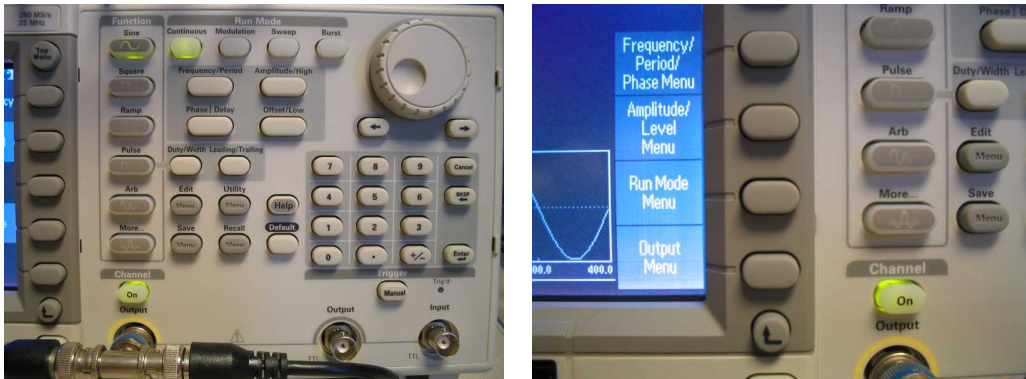 250 MS/s
25 MHz
Function
Run Mode
Sine
Continuous
Modulation
Sweep
Burst
Top
Menu
Square
Frequency/Period
Amplitude/High
Ramp
Phase | Delay
Offset/Low
Pulse
Duty/Width
Leading/Trailing
7
8
9
Cancel
Arb
Edit
Utility
Menu
Menu
Help
4
5
6
BKSP
More...
Save
Recall
Default
Menu
Menu
1
2
3
0
.
+/−
Enter
Channel
On
Output
Trigger
Manual
Trig'd
Output
Input
TTL
TTL
Frequency/
Period/
Phase Menu
Amplitude/
Level
Menu
Run Mode
Menu
Output
Menu
00.0
400.0
Ramp
Phase | D
Pulse
Duty/Width
Arb
Edit
Menu
More...
Save
Menu
Channel
On
Output